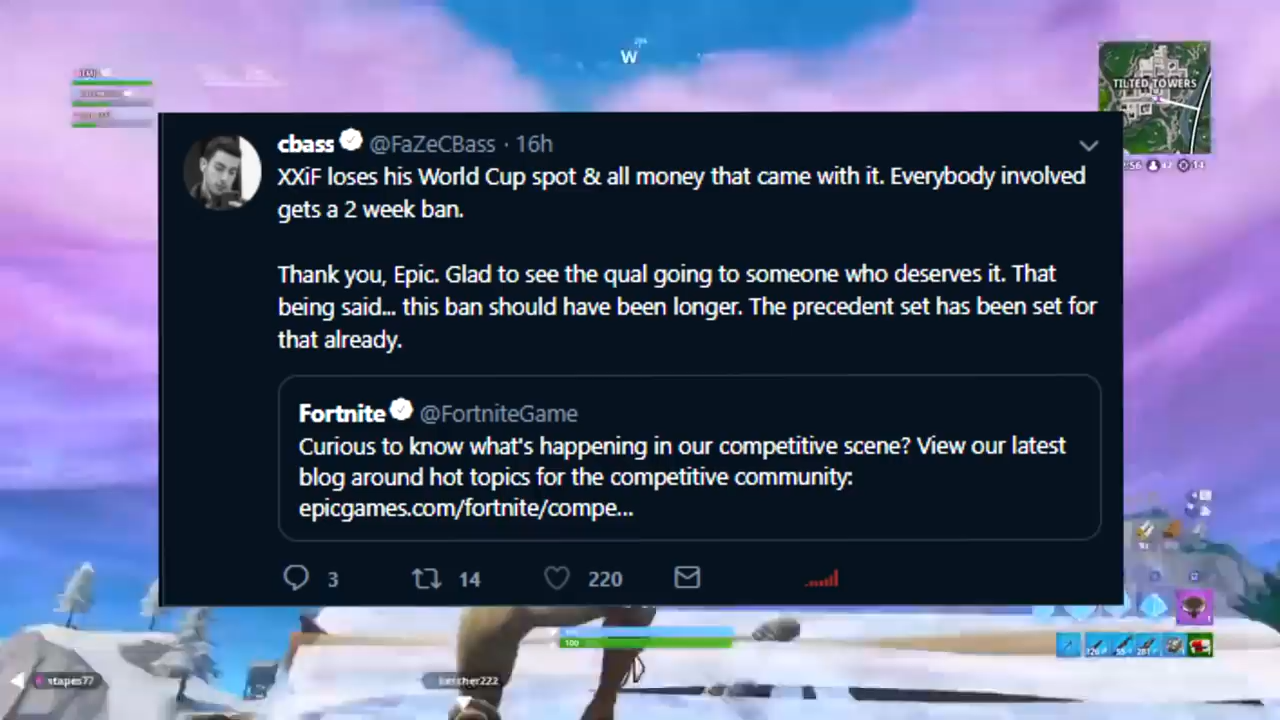 W
TILTED TOWERS
cbass @FaZeCBass · 16h
XXiF loses his World Cup spot & all money that came with it. Everybody involved
gets a 2 week ban.
Thank you, Epic. Glad to see the qual going to someone who deserves it. That
being said... this ban should have been longer. The precedent set has been set for
that already.
Fortnite @FortniteGame
Curious to know what's happening in our competitive scene? View our latest
blog around hot topics for the competitive community:
epicgames.com/fortnite/compe...
3 14 220
100